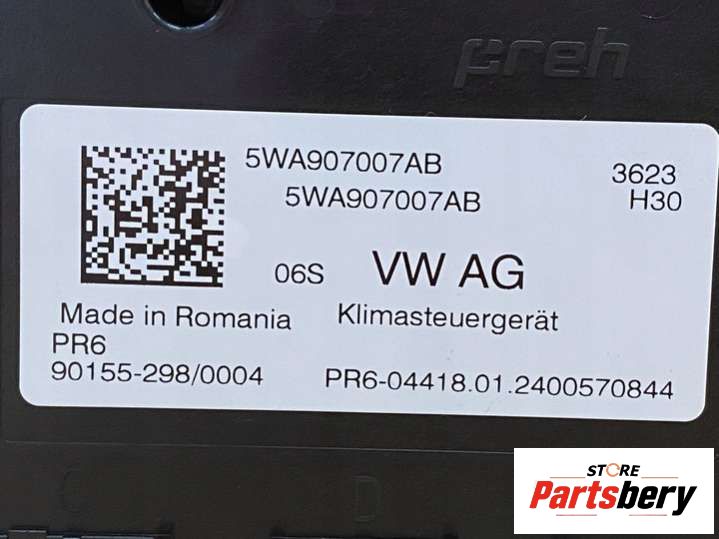 preh
5WA907007AB 3623
5WA907007AB H30
06S VW AG
Made in Romania Klimasteuergerät
PR6
90155-298/0004 PR6-04418.01.2400570844
D
STORE
Partsbery